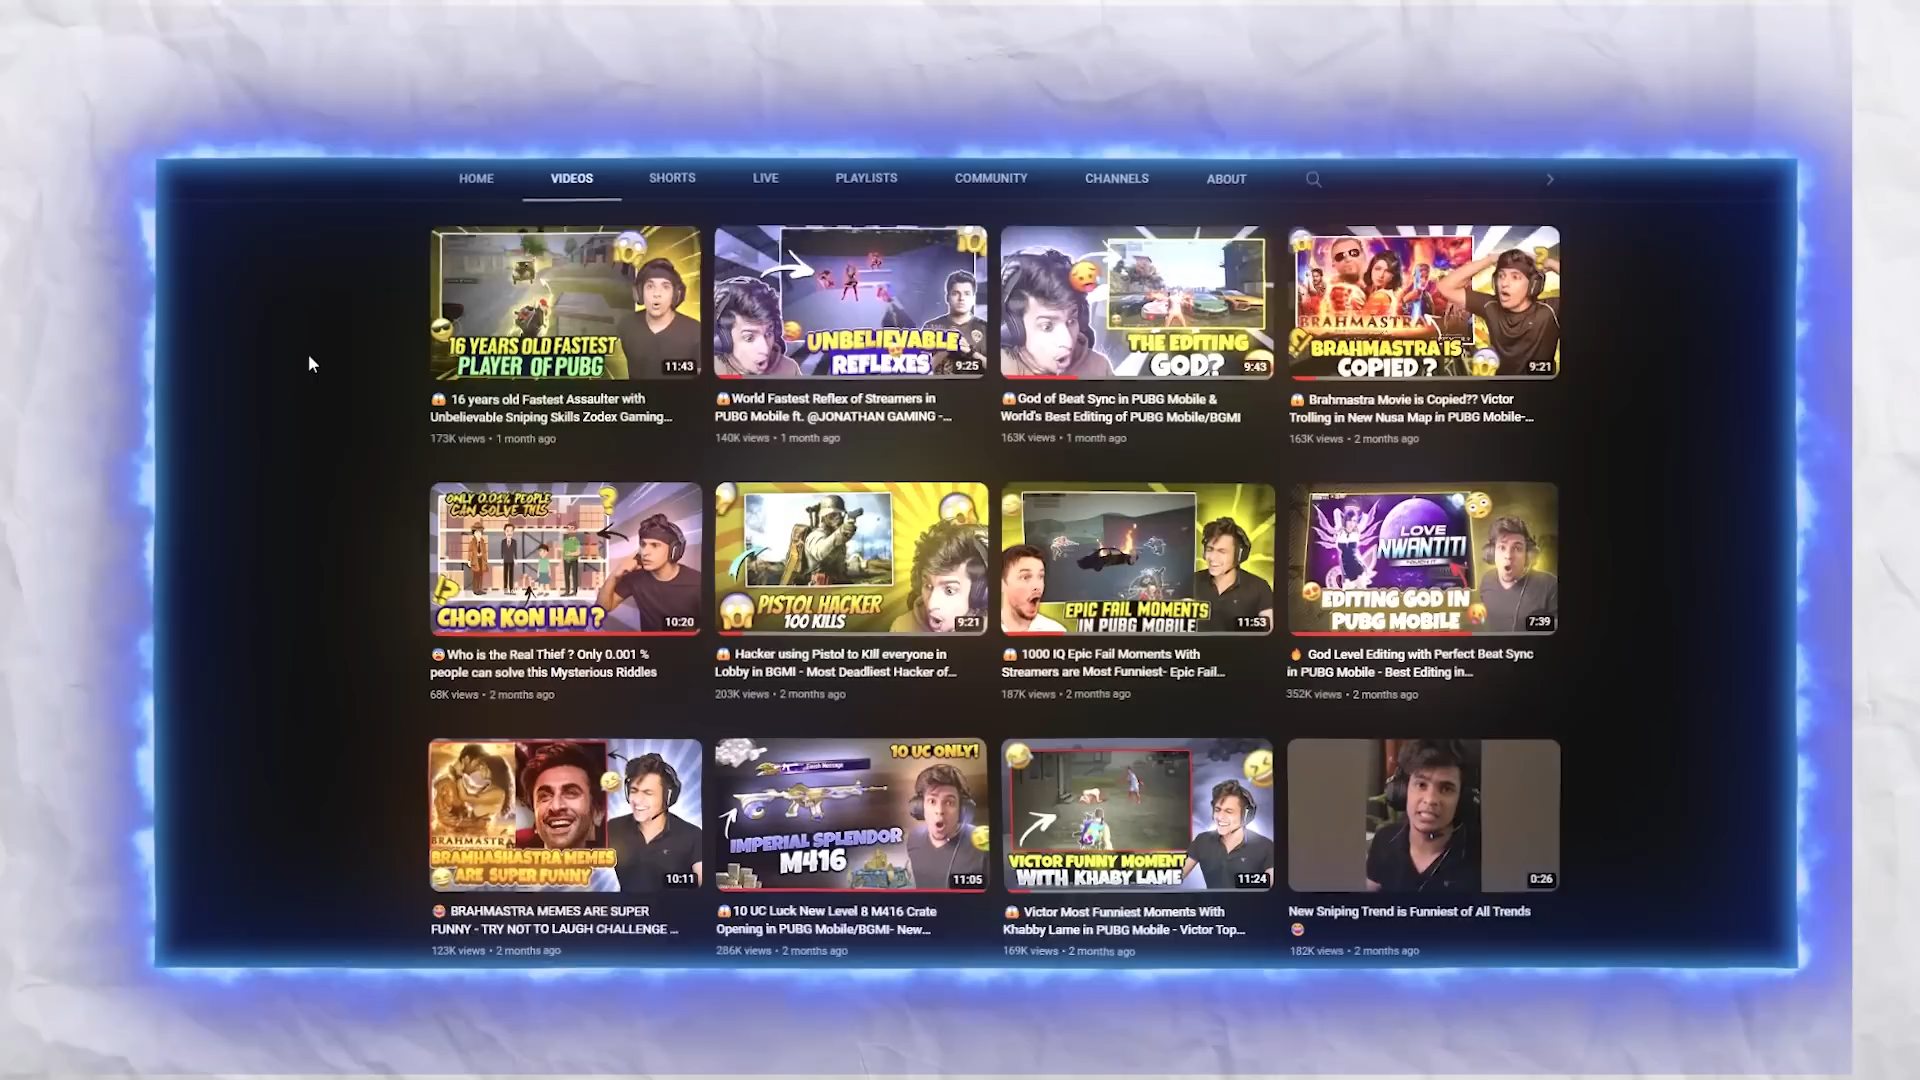 HOME VIDEOS SHORTS LIVE PLAYLISTS COMMUNITY CHANNELS ABOUT
16 YEARS OLD FASTEST
PLAYER OF PUBG
11:43
UNBELIEVABLE
REFLEXES
9:25
THE EDITING
GOD?
9:43
BRAHMASTRA
BRAHMASTRA IS
COPIED ?
9:21
😱 16 years old Fastest Assaulter with
Unbelievable Sniping Skills Zodex Gaming...
173K views • 1 month ago
😱World Fastest Reflex of Streamers in
PUBG Mobile ft. @JONATHAN GAMING -...
140K views • 1 month ago
😱God of Beat Sync in PUBG Mobile &
World's Best Editing of PUBG Mobile/BGMI
163K views • 1 month ago
😱 Brahmastra Movie is Copied?? Victor
Trolling in New Nusa Map in PUBG Mobile-...
163K views • 2 months ago
ONLY 0.01% PEOPLE
CAN SOLVE THIS
CHOR KON HAI ?
10:20
PISTOL HACKER
100 KILLS
9:21
EPIC FAIL MOMENTS
IN PUBG MOBILE
11:53
LOVE
NWANTITI
EDITING GOD IN
PUBG MOBILE
7:39
😨Who is the Real Thief ? Only 0.001 %
people can solve this Mysterious Riddles
68K views • 2 months ago
😱 Hacker using Pistol to KIll everyone in
Lobby in BGMI - Most Deadliest Hacker of...
203K views • 2 months ago
😱 1000 IQ Epic Fail Moments With
Streamers are Most Funniest- Epic Fail...
187K views • 2 months ago
🔥 God Level Editing with Perfect Beat Sync
in PUBG Mobile - Best Editing in...
352K views • 2 months ago
BRAHMASTRA
BRAMHASHASTRA MEMES
ARE SUPER FUNNY
10:11
10 UC ONLY!
IMPERIAL SPLENDOR
M416
11:05
VICTOR FUNNY MOMENT
WITH KHABY LAME
11:24
0:26
😂 BRAHMASTRA MEMES ARE SUPER
FUNNY - TRY NOT TO LAUGH CHALLENGE ...
123K views • 2 months ago
😱10 UC Luck New Level 8 M416 Crate
Opening in PUBG Mobile/BGMI- New...
286K views • 2 months ago
😱 Victor Most Funniest Moments With
Khabby Lame in PUBG Mobile - Victor Top...
169K views • 2 months ago
New Sniping Trend is Funniest of All Trends
😂
182K views • 2 months ago